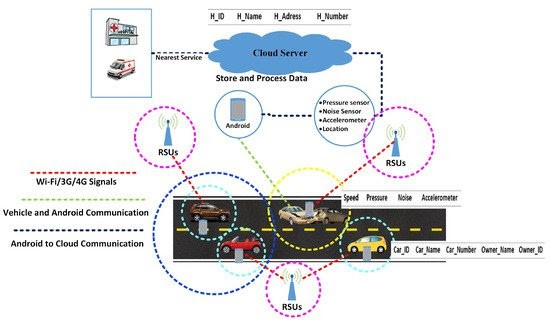 H_ID H_Name H_Adress H_Number
HOSPITAL
Cloud Server
Nearest Service
Store and Process Data
•Pressure sensor
•Noise Sensor
•Accelerometer
•Location
Android
RSUs
RSUs
Wi-Fi/3G/4G Signals
Speed Pressure Noise Accelerometer
Vehicle and Android Communication
Android to Cloud Communication
Car_ID Car_Name Car_Number Owner_Name Owner_ID
RSUs